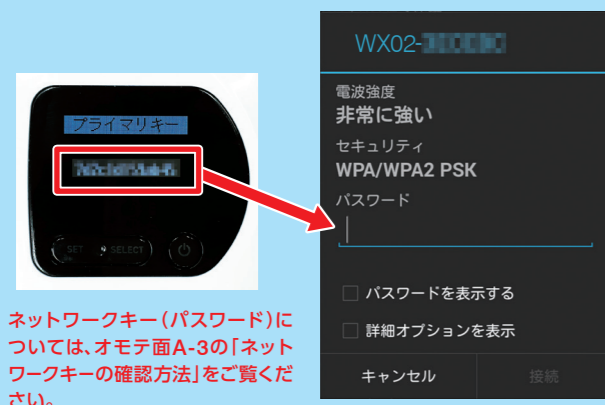 プライマリキー
SET
SELECT
ネットワークキー(パスワード)に
ついては、オモテ面A-3の「ネット
ワークキーの確認方法」をご覧くだ
さい。
WX02-
電波強度
非常に強い
セキュリティ
WPA/WPA2 PSK
パスワード
パスワードを表示する
詳細オプションを表示
キャンセル
接続